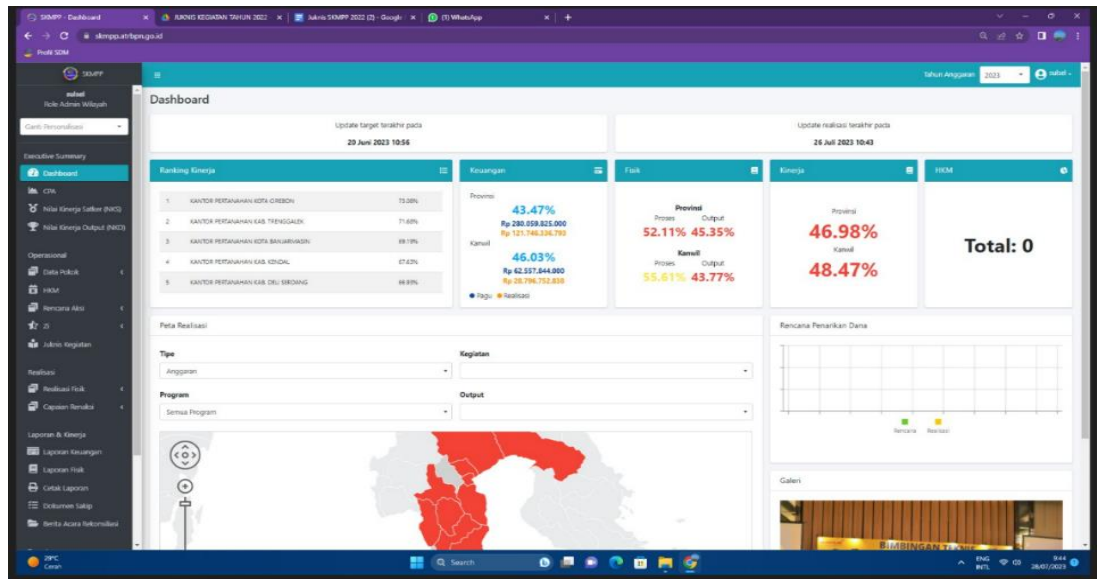 SKMPP - Dashboard
JUKNIS KEGIATAN TAHUN 2022
Juknis SKMPP 2022 (2) - Google
(1) WhatsApp
skmpp.atrbpn.go.id
Profil SDM
SKMPP
Tahun Anggaran
2023
sulsel
sulsel
Role Admin Wilayah
Ganti Personalisasi
Executive Summary
Dashboard
CPA
Nilai Kinerja Satker (NKS)
Nilai Kinerja Output (NKO)
Operasional
Data Pokok
HKM
Rencana Aksi
ZI
Juknis Kegiatan
Realisasi
Realisasi Fisik
Capaian Renaksi
Laporan & Kinerja
Laporan Keuangan
Laporan Fisik
Cetak Laporan
Dokumen Sakip
Berita Acara Rekonsiliasi
Dashboard
Update target terakhir pada
20 Juni 2023 10:56
Update realisasi terakhir pada
26 Juli 2023 10:43
Ranking Kinerja
1 KANTOR PERTANAHAN KOTA CIREBON
2 KANTOR PERTANAHAN KAB. TRENGGALEK
3 KANTOR PERTANAHAN KOTA BANJARMASIN
4 KANTOR PERTANAHAN KAB. KENDAL
5 KANTOR PERTANAHAN KAB. DELI SERDANG
Keuangan
Provinsi
43.47%
Rp 280.059.825.000
Rp 121.746.336.793
Kanwil
46.03%
Rp 62.557.844.000
Rp 28.796.752.838
Pagu Realisasi
Fisik
Provinsi
Proses Output
52.11% 45.35%
Kanwil
Proses Output
55.61% 43.77%
Kinerja
Provinsi
46.98%
Kanwil
48.47%
HKM
Total: 0
Peta Realisasi
Tipe
Anggaran
Kegiatan
Program
Semua Program
Output
Rencana Penarikan Dana
Rencana Realisasi
Galeri
BIMBINGAN TEKNIS
29°C
Cerah
Search
ENG
INTL
9:44
28/07/2023